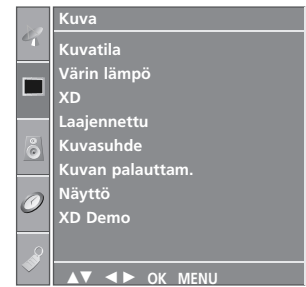 Kuva
Kuvatila
Värin lämpö
XD
Laajennettu
Kuvasuhde
Kuvan palauttam.
Näyttö
XD Demo
▲▼ ◄► OK MENU